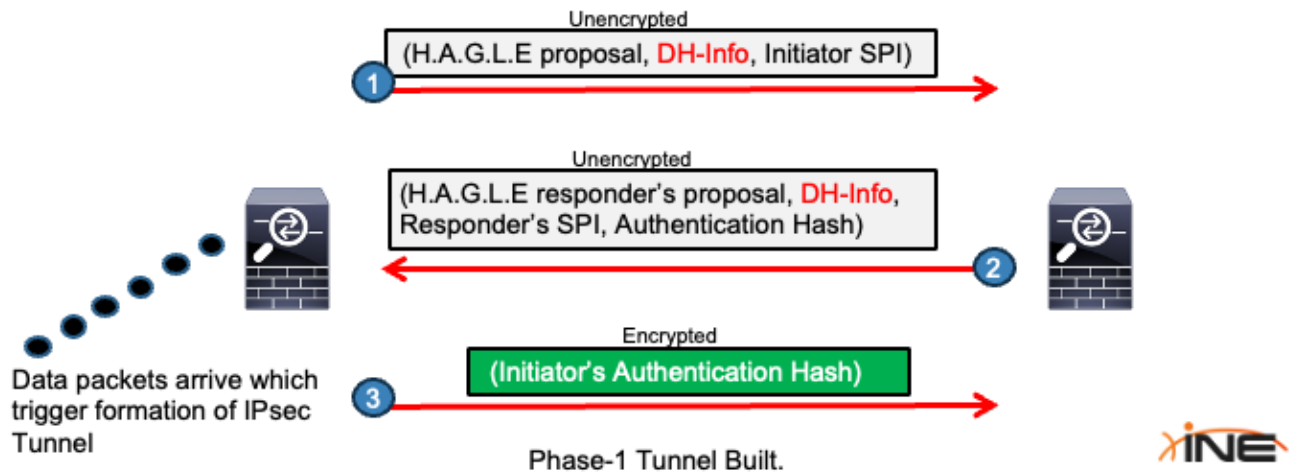 Unencrypted
(H.A.G.L.E proposal, DH-Info, Initiator SPI)
1
Unencrypted
(H.A.G.L.E responder's proposal, DH-Info,
Responder's SPI, Authentication Hash)
2
Encrypted
(Initiator's Authentication Hash)
3
Data packets arrive which
trigger formation of IPsec
Tunnel
Phase-1 Tunnel Built.
INE